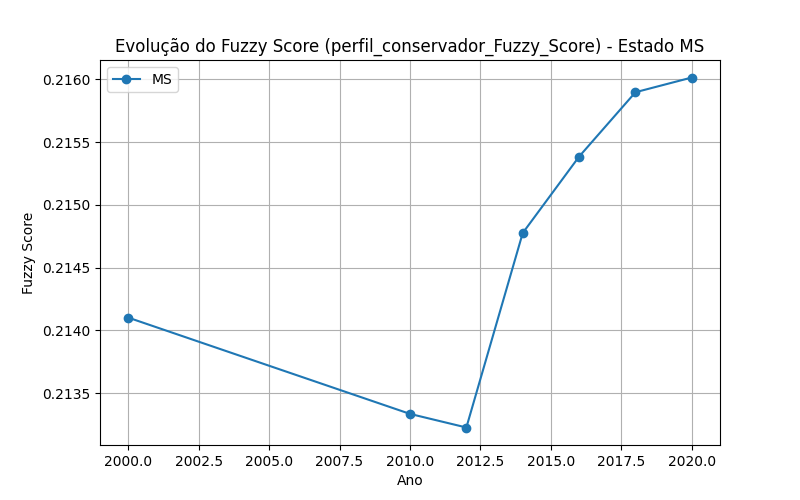 Evolução do Fuzzy Score (perfil_conservador_Fuzzy_Score) - Estado MS
MS
0.2160
0.2155
0.2150
0.2145
0.2140
0.2135
Fuzzy Score
2000.0 2002.5 2005.0 2007.5 2010.0 2012.5 2015.0 2017.5 2020.0
Ano